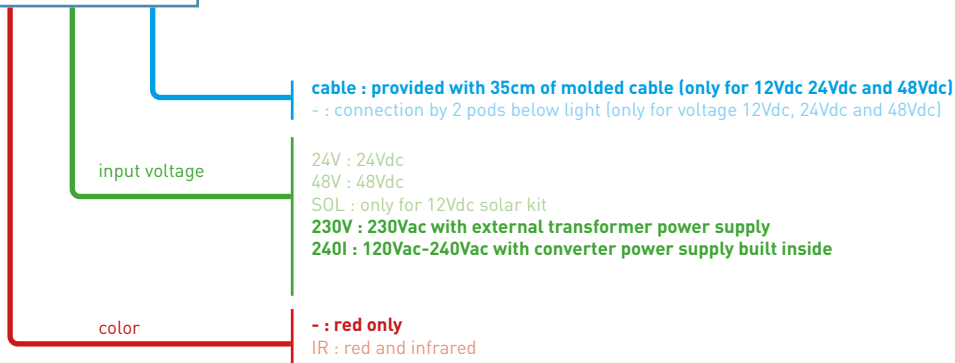 cable : provided with 35cm of molded cable (only for 12Vdc 24Vdc and 48Vdc)
- : connection by 2 pods below light (only for voltage 12Vdc, 24Vdc and 48Vdc)
input voltage
24V : 24Vdc
48V : 48Vdc
SOL : only for 12Vdc solar kit
230V : 230Vac with external transformer power supply
240I : 120Vac-240Vac with converter power supply built inside
color
- : red only
IR : red and infrared